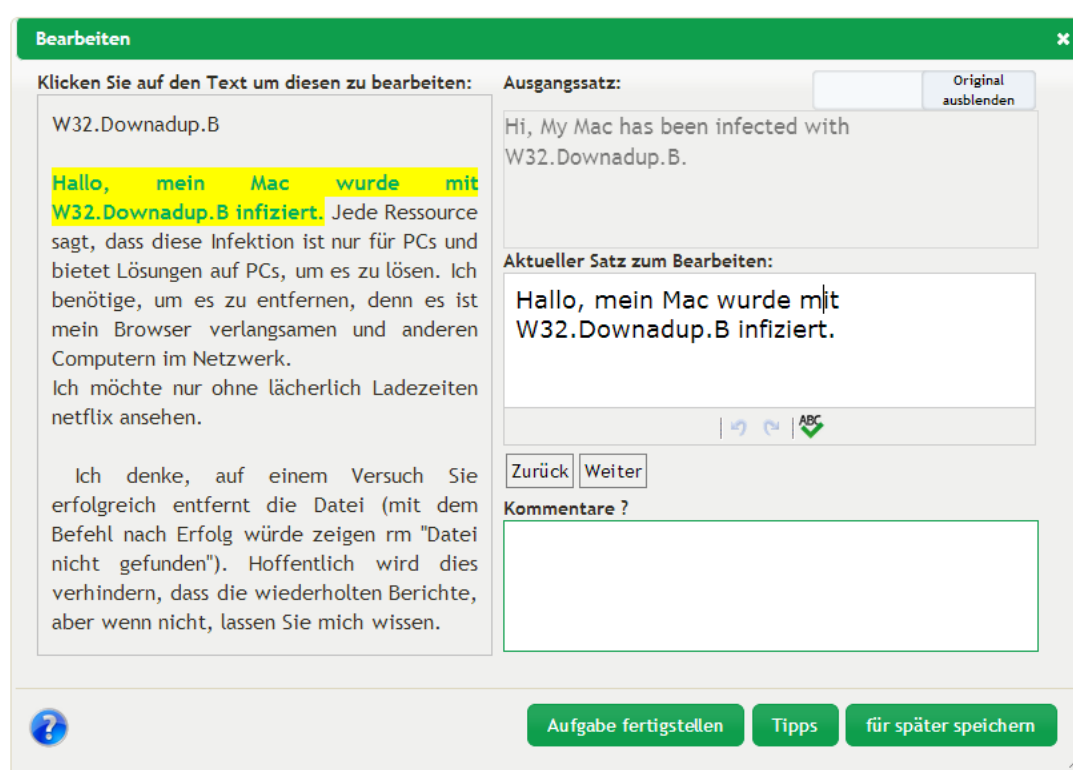 Bearbeiten
Klicken Sie auf den Text um diesen zu bearbeiten:
W32.Downadup.B
Hallo, mein Mac wurde mit
W32.Downadup.B infiziert. Jede Ressource
sagt, dass diese Infektion ist nur für PCs und
bietet Lösungen auf PCs, um es zu lösen. Ich
benötige, um es zu entfernen, denn es ist
mein Browser verlangsamen und anderen
Computern im Netzwerk.
Ich möchte nur ohne lächerlich Ladezeiten
netflix ansehen.
Ich denke, auf einem Versuch Sie
erfolgreich entfernt die Datei (mit dem
Befehl nach Erfolg würde zeigen rm "Datei
nicht gefunden"). Hoffentlich wird dies
verhindern, dass die wiederholten Berichte,
aber wenn nicht, lassen Sie mich wissen.
Ausgangssatz:
Original
ausblenden
Hi, My Mac has been infected with
W32.Downadup.B.
Aktueller Satz zum Bearbeiten:
Hallo, mein Mac wurde mit
W32.Downadup.B infiziert.
ABC
Zurück Weiter
Kommentare ?
? Aufgabe fertigstellen Tipps für später speichern